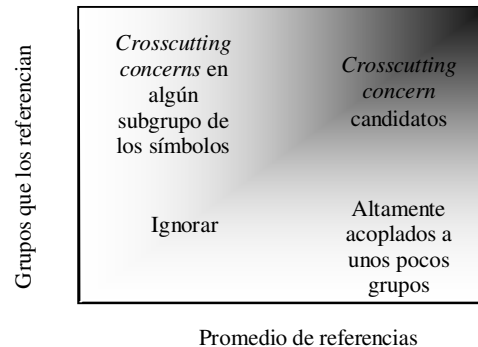 Grupos que los referencian
Crosscutting
concerns en
algún
subgrupo de
los símbolos
Crosscutting
concern
candidatos
Ignorar
Altamente
acoplados a
unos pocos
grupos
Promedio de referencias